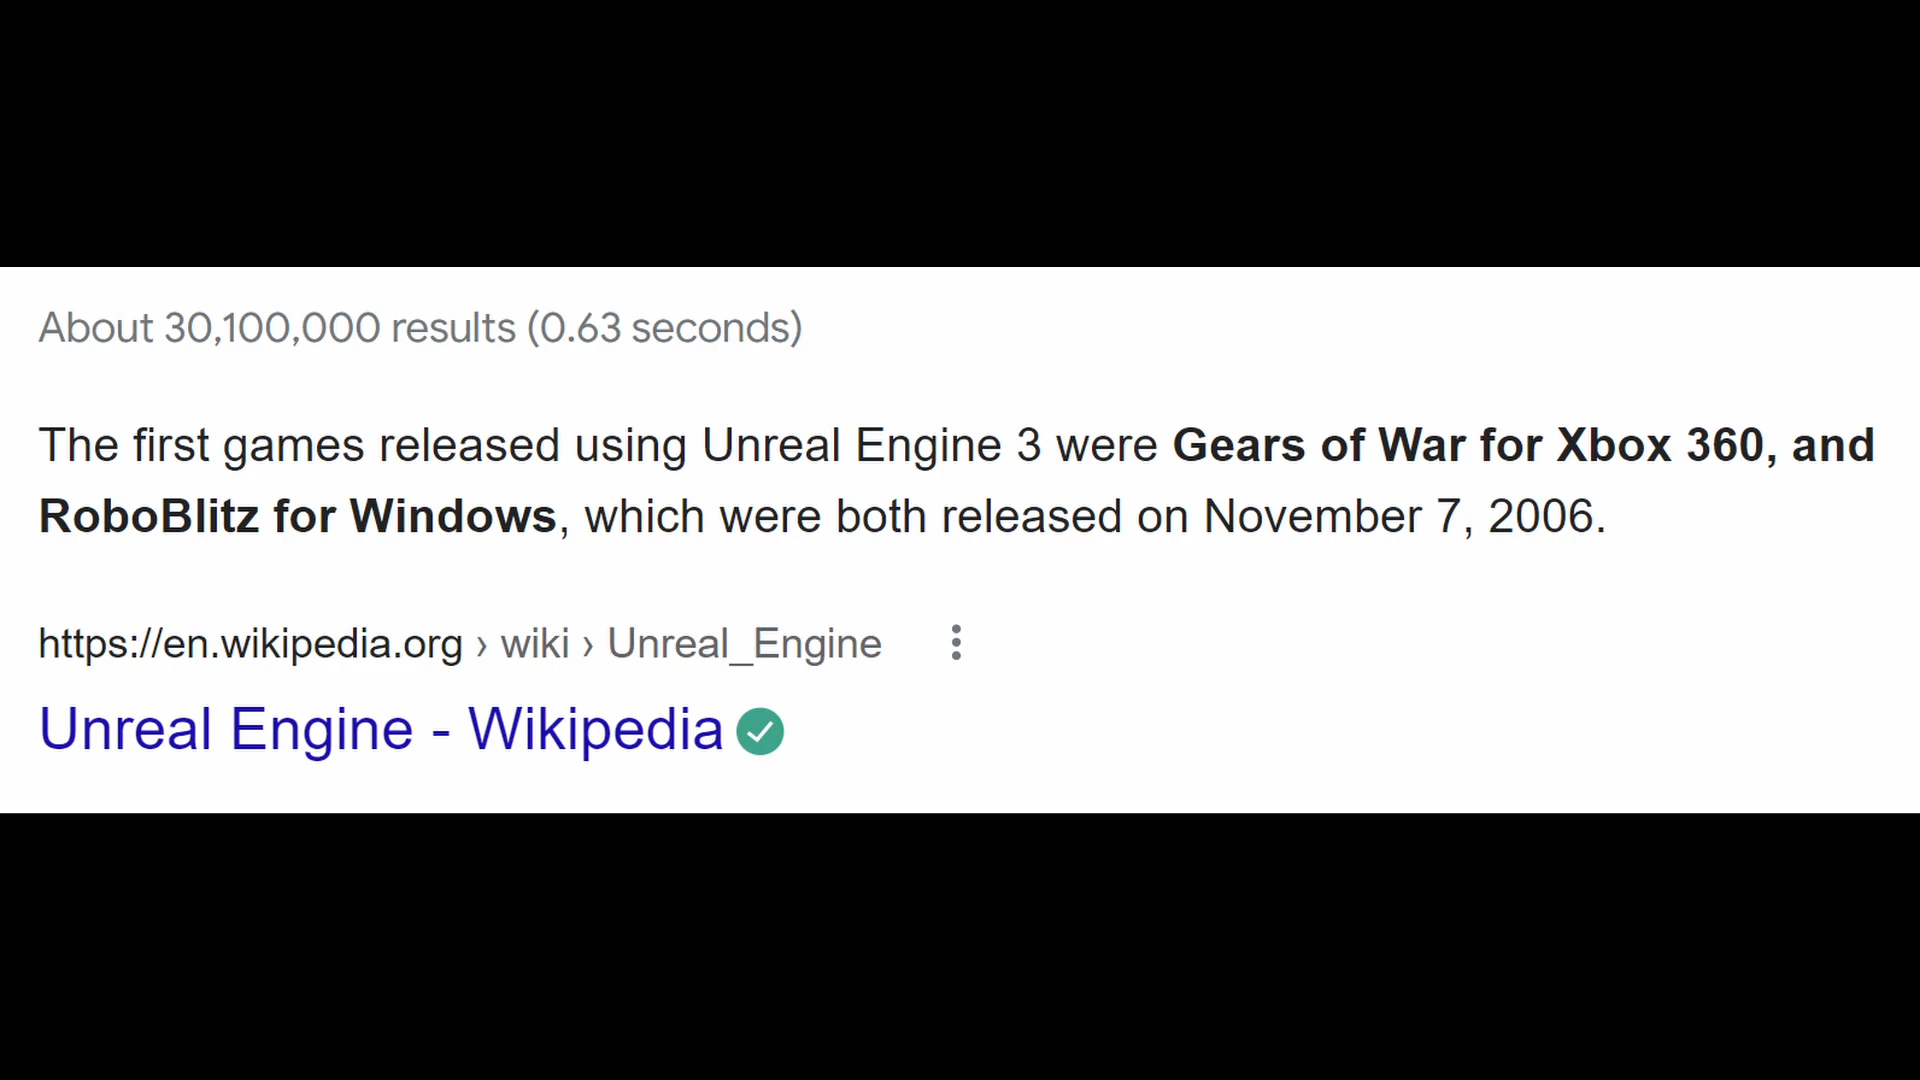 About 30,100,000 results (0.63 seconds)
The first games released using Unreal Engine 3 were Gears of War for Xbox 360, and
RoboBlitz for Windows, which were both released on November 7, 2006.
https://en.wikipedia.org › wiki › Unreal_Engine
Unreal Engine - Wikipedia